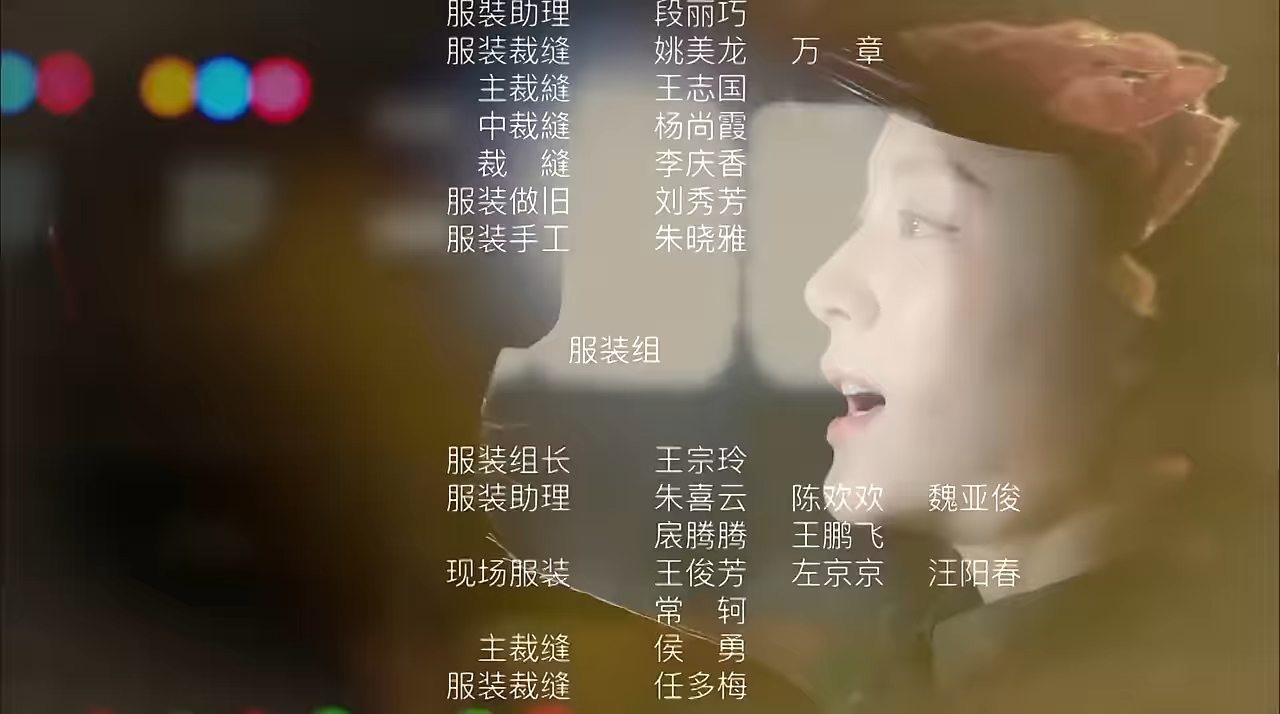 服装助理 段丽巧
服装裁缝 姚美龙 万 章
主裁縫 王志国
中裁縫 杨尚霞
裁 縫 李庆香
服装做旧 刘秀芳
服装手工 朱晓雅
服装组
服装组长 王宗玲
服装助理 朱喜云 陈欢欢 魏亚俊
扆腾腾 王鹏飞
现场服装 王俊芳 左京京 汪阳春
常 轲
主裁缝 侯 勇
服装裁缝 任多梅